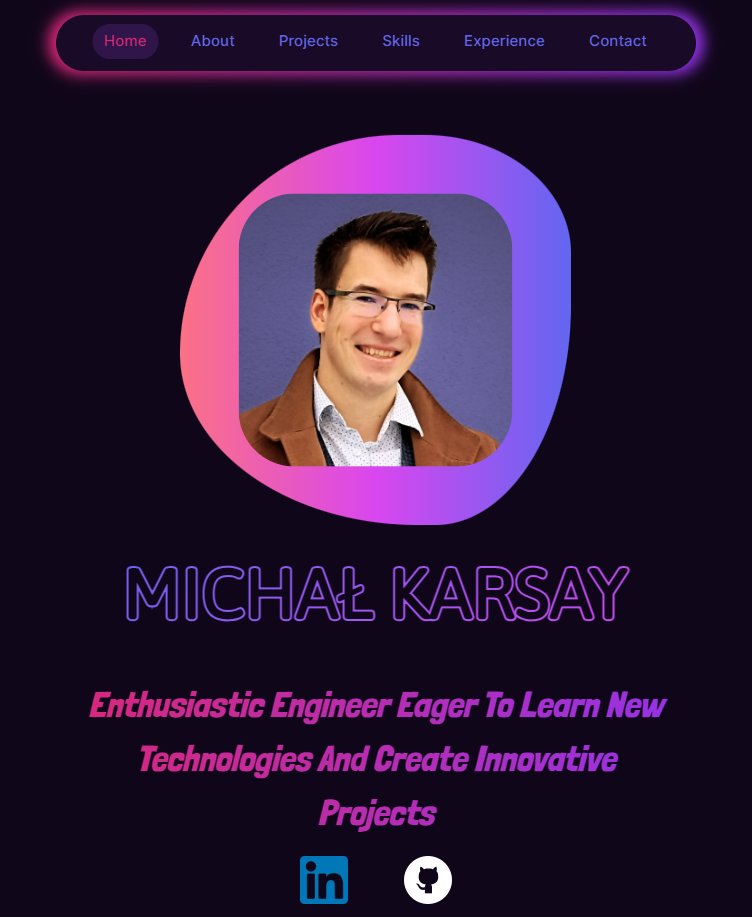 Home About Projects Skills Experience Contact
MICHAŁ KARSAY
Enthusiastic Engineer Eager To Learn New
Technologies And Create Innovative
Projects
in